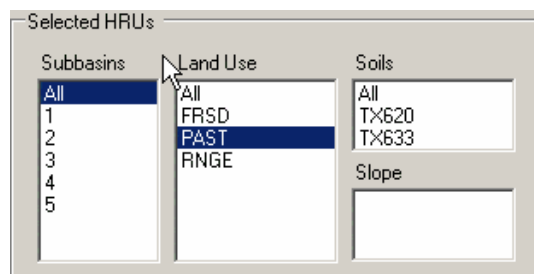 Selected HRUs
Subbasins
All
1
2
3
4
5
Land Use
All
FRSD
PAST
RNGE
Soils
All
TX620
TX633
Slope